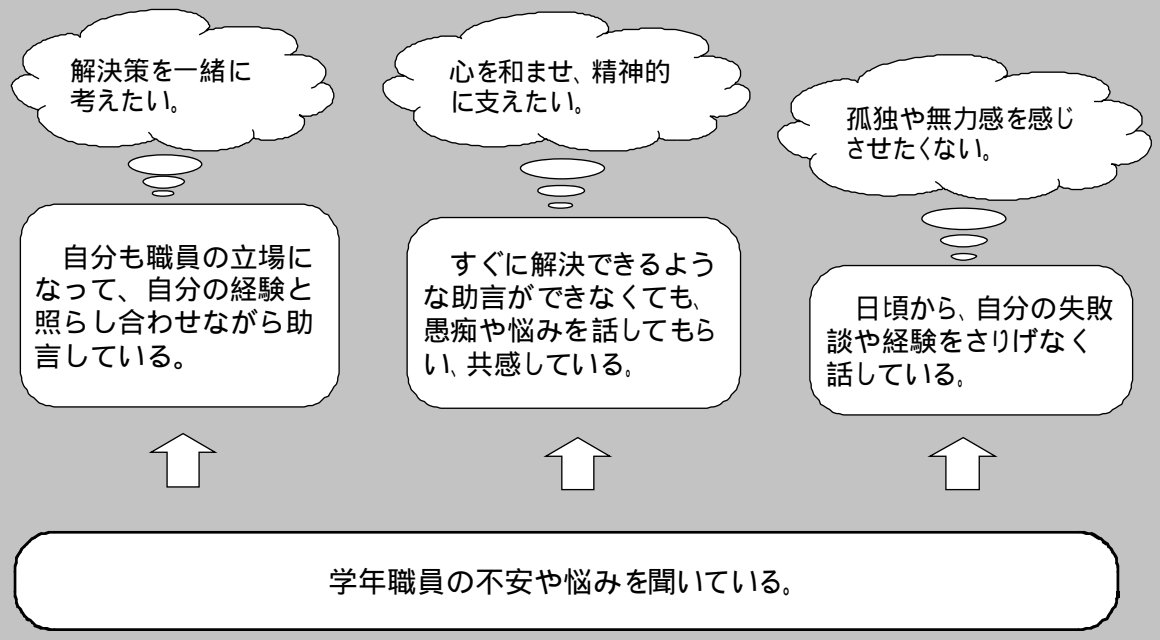 解決策を一緒に
考えたい。
心を和ませ、精神的
に支えたい。
孤独や無力感を感じ
させたくない。
自分も職員の立場に
なって、自分の経験と
照らし合わせながら助
言している。
すぐに解決できるよう
な助言ができなくても、
愚痴や悩みを話してもら
い、共感している。
日頃から、自分の失敗
談や経験をさりげなく
話している。
学年職員の不安や悩みを聞いている。